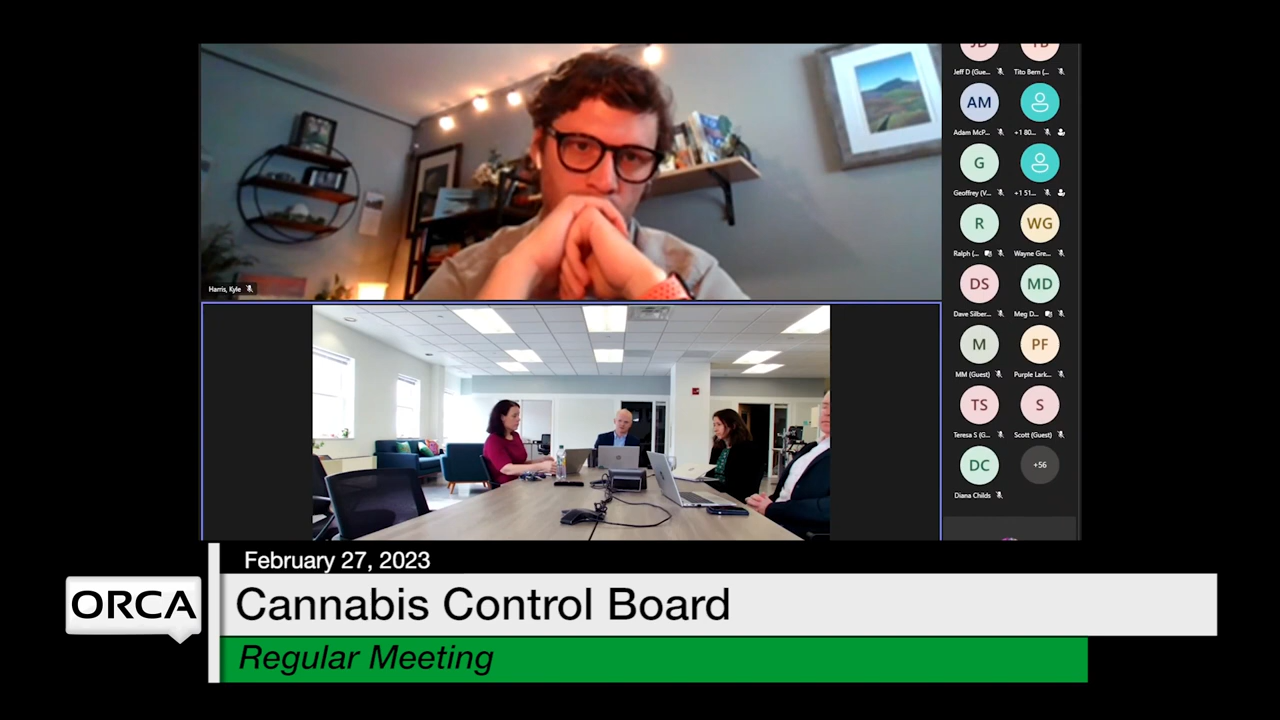 Jeff D (Gue...
Tito Bern (...
AM
Adam McP...
+1 80...
G
Geoffrey (V...
+1 51...
R
WG
Ralph (...
Wayne Gre...
DS
MD
Dave Silber...
Meg D...
M
PF
MM (Guest)
Purple Lark...
TS
S
Teresa S (G...
Scott (Guest)
DC
+56
Diana Childs
Harris, Kyle
February 27, 2023
ORCA
Cannabis Control Board
Regular Meeting